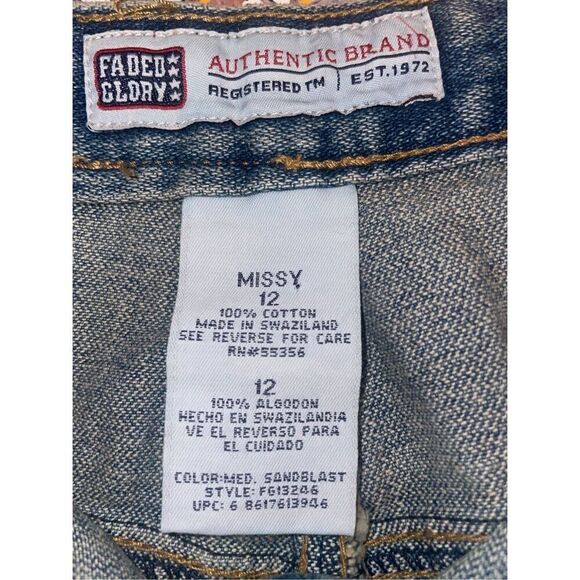 FADED
GLORY
AUTHENTIC BRAND
REGISTERED TM EST. 1972
MISSY
12
100% COTTON
MADE IN SWAZILAND
SEE REVERSE FOR CARE
RN#55356
12
100% ALGODON
HECHO EN SWAZILANDIA
VE EL REVERSO PARA
EL CUIDADO
COLOR:MED. SANDBLAST
STYLE: FG13246
UPC: 6 8617613946